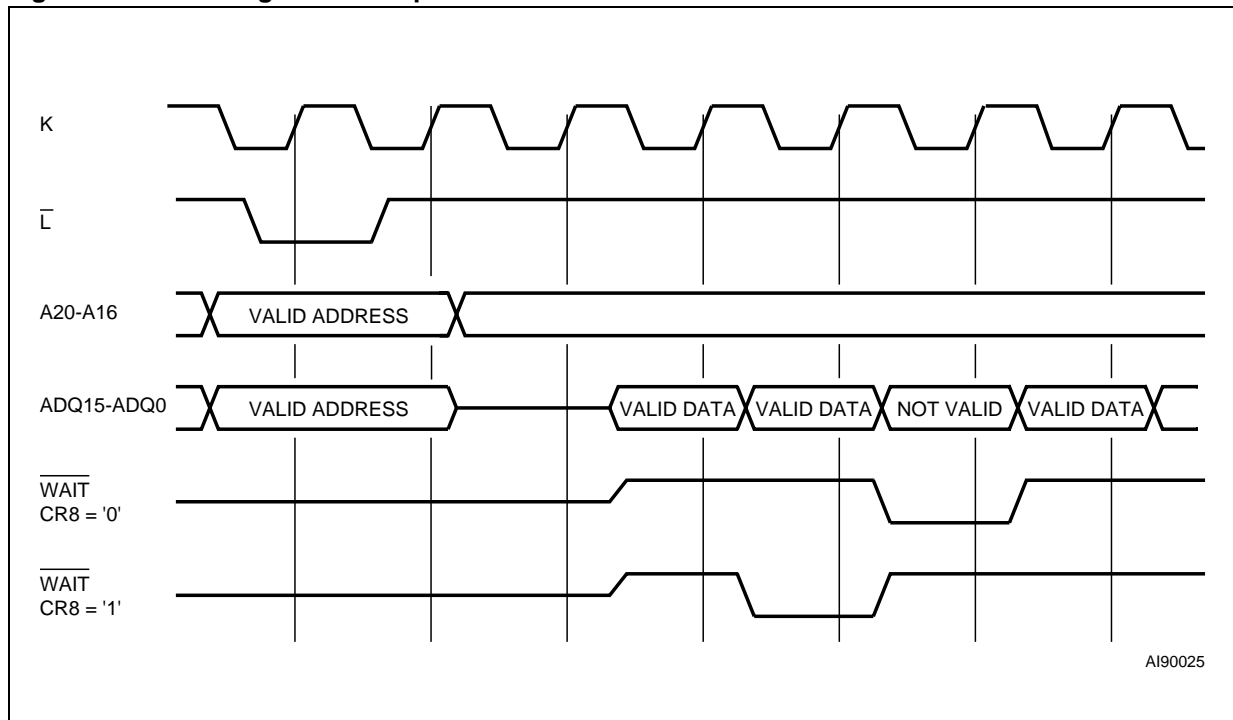 K
L
A20-A16
VALID ADDRESS
ADQ15-ADQ0
VALID ADDRESS
VALID DATA
VALID DATA
NOT VALID
VALID DATA
WAIT
CR8 = '0'
WAIT
CR8 = '1'
AI90025